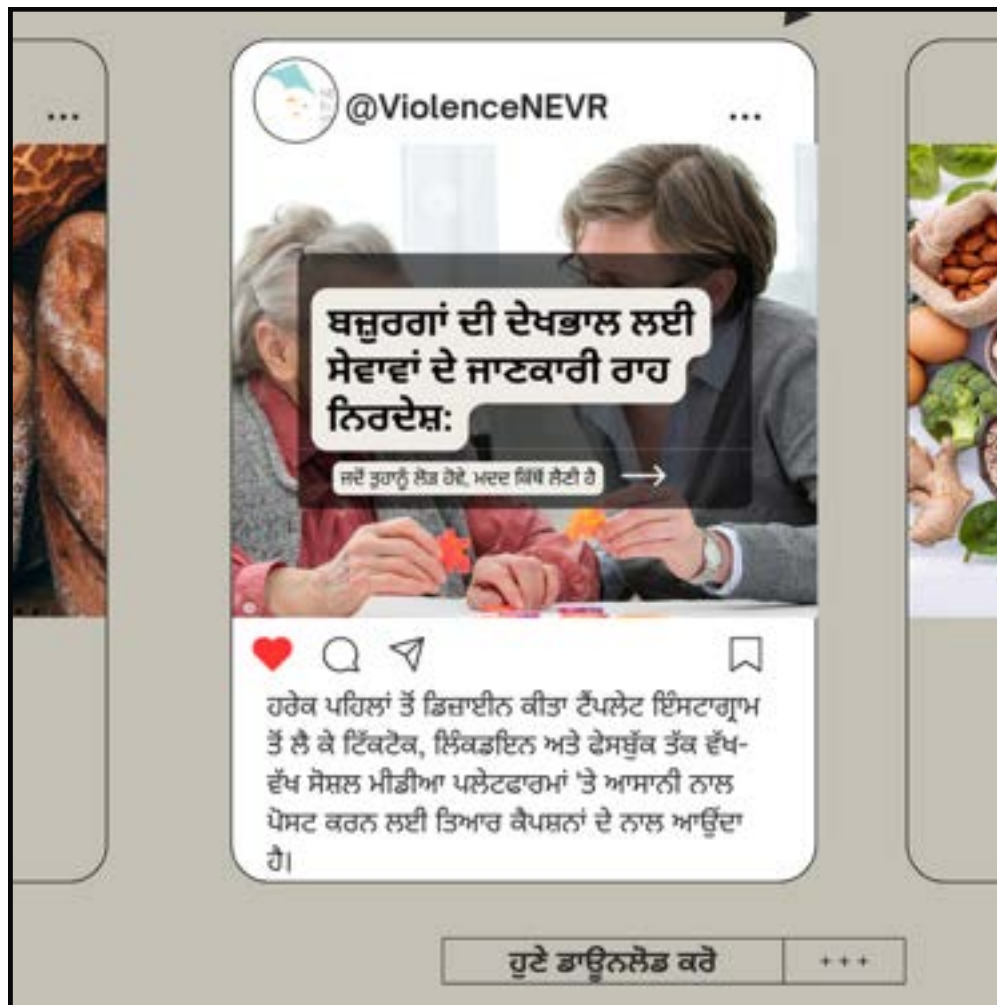 @ViolenceNEVR
ਬਜ਼ੁਰਗਾਂ ਦੀ ਦੇਖਭਾਲ ਲਈ
ਸੇਵਾਵਾਂ ਦੇ ਜਾਣਕਾਰੀ ਰਾਹ
ਨਿਰਦੇਸ਼:
ਜਦੋਂ ਤੁਹਾਨੂੰ ਲੋੜ ਹੋਵੇ, ਮਦਦ ਕਿੱਥੋਂ ਲੈਣੀ ਹੈ
ਹਰੇਕ ਪਹਿਲਾਂ ਤੋਂ ਡਿਜ਼ਾਈਨ ਕੀਤਾ ਟੈਂਪਲੇਟ ਇੰਸਟਾਗ੍ਰਾਮ
ਤੋਂ ਲੈ ਕੇ ਟਿੱਕਟੋਕ, ਲਿੰਕਡਇਨ ਅਤੇ ਫੇਸਬੁੱਕ ਤੱਕ ਵੱਖ-
ਵੱਖ ਸੋਸ਼ਲ ਮੀਡੀਆ ਪਲੇਟਫਾਰਮਾਂ 'ਤੇ ਆਸਾਨੀ ਨਾਲ
ਪੋਸਟ ਕਰਨ ਲਈ ਤਿਆਰ ਕੈਪਸ਼ਨਾਂ ਦੇ ਨਾਲ ਆਉਂਦਾ
ਹੈ।
ਹੁਣੇ ਡਾਊਨਲੋਡ ਕਰੋ